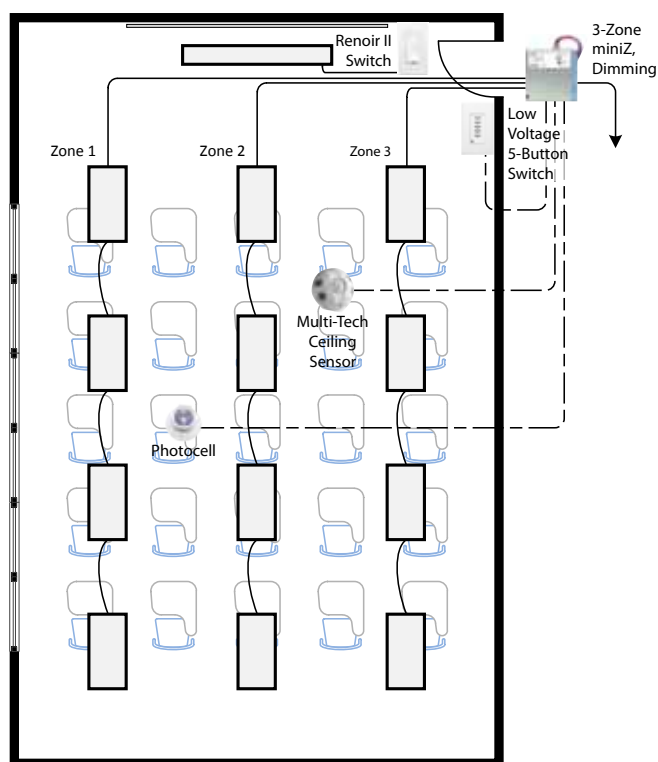 Renoir II
Switch
3-Zone
miniZ,
Dimming
Low
Voltage
5-Button
Switch
Zone 1
Zone 2
Zone 3
Multi-Tech
Ceiling
Sensor
Photocell